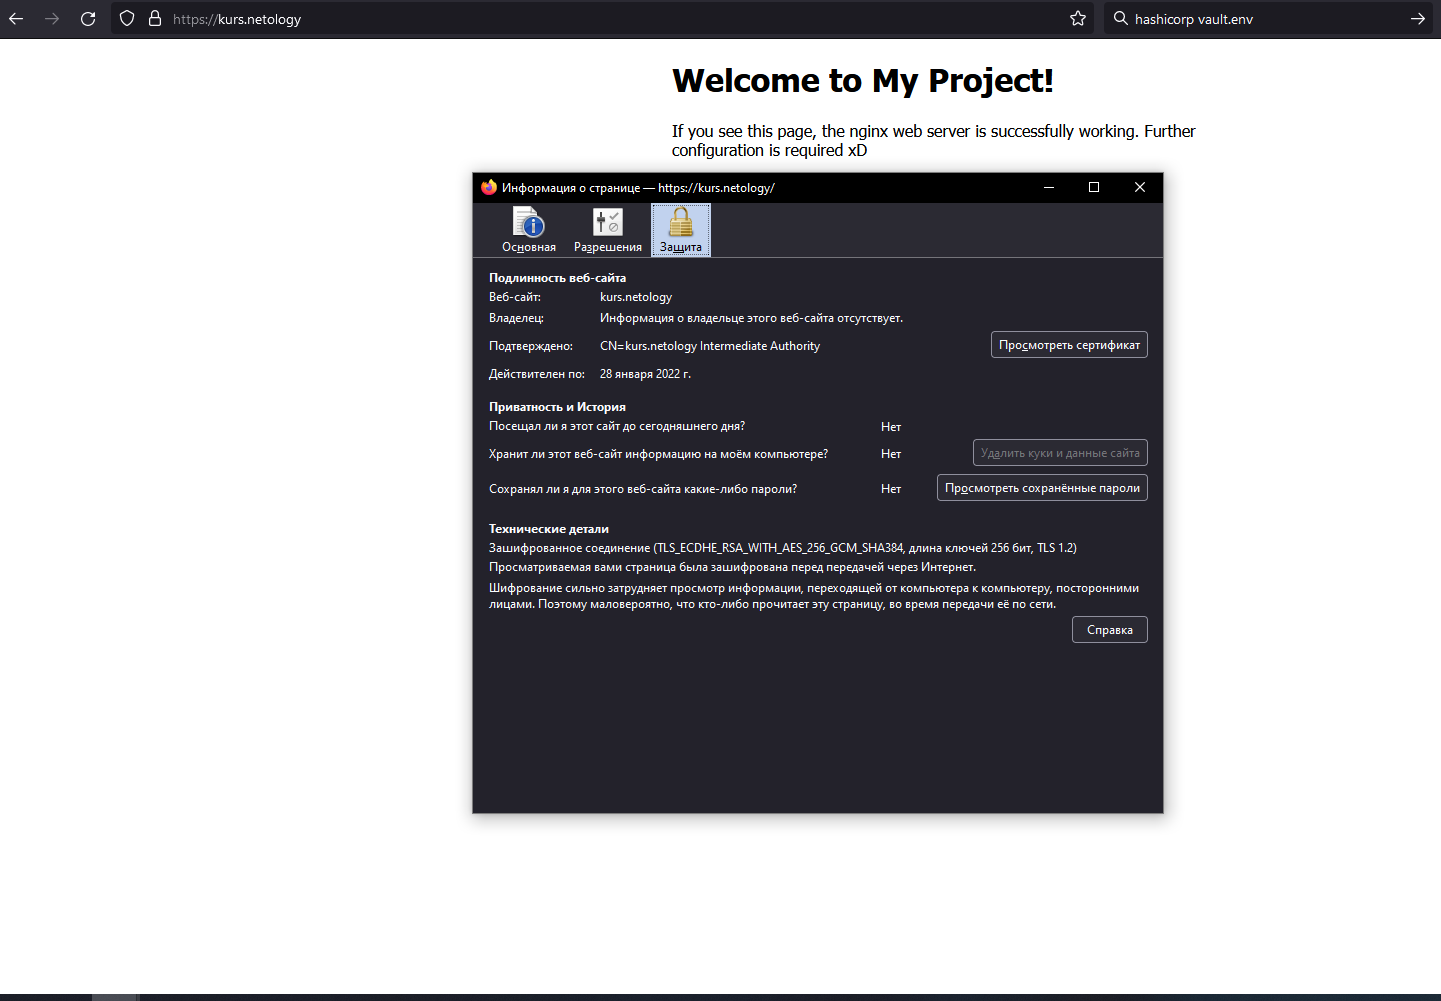 https://kurs.netology
hashicorp vault.env
Welcome to My Project!
If you see this page, the nginx web server is successfully working. Further
configuration is required xD
Информация о странице — https://kurs.netology/
Основная
Разрешения
Защита
Подлинность веб-сайта
Веб-сайт: kurs.netology
Владелец: Информация о владельце этого веб-сайта отсутствует.
Подтверждено: CN=kurs.netology Intermediate Authority
Просмотреть сертификат
Действителен по: 28 января 2022 г.
Приватность и История
Посещал ли я этот сайт до сегодняшнего дня? Нет
Хранит ли этот веб-сайт информацию на моём компьютере? Нет
Удалить куки и данные сайта
Сохранял ли я для этого веб-сайта какие-либо пароли? Нет
Просмотреть сохранённые пароли
Технические детали
Зашифрованное соединение (TLS_ECDHE_RSA_WITH_AES_256_GCM_SHA384, длина ключей 256 бит, TLS 1.2)
Просматриваемая вами страница была зашифрована перед передачей через Интернет.
Шифрование сильно затрудняет просмотр информации, переходящей от компьютера к компьютеру, посторонними
лицами. Поэтому маловероятно, что кто-либо прочитает эту страницу, во время передачи её по сети.
Справка